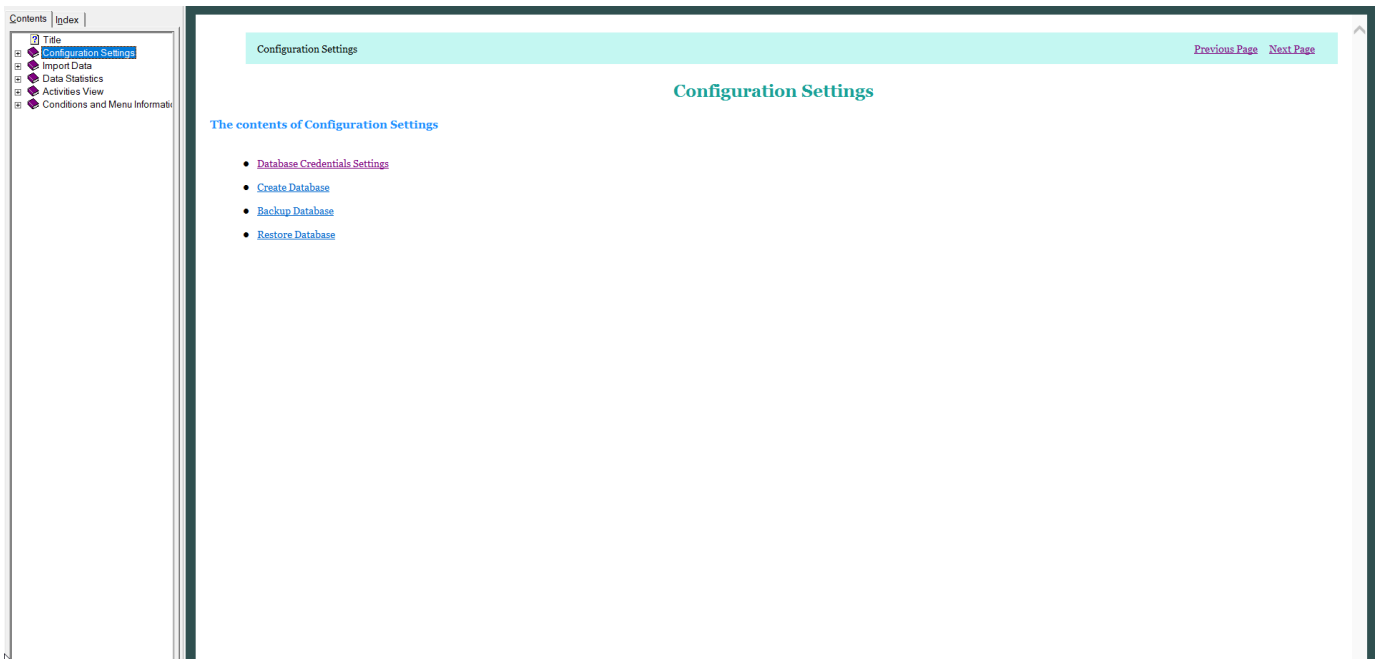 Contents Index
Title
Configuration Settings
Import Data
Data Statistics
Activities View
Conditions and Menu Informatic
Configuration Settings Previous Page Next Page
Configuration Settings
The contents of Configuration Settings
● Database Credentials Settings
● Create Database
● Backup Database
● Restore Database